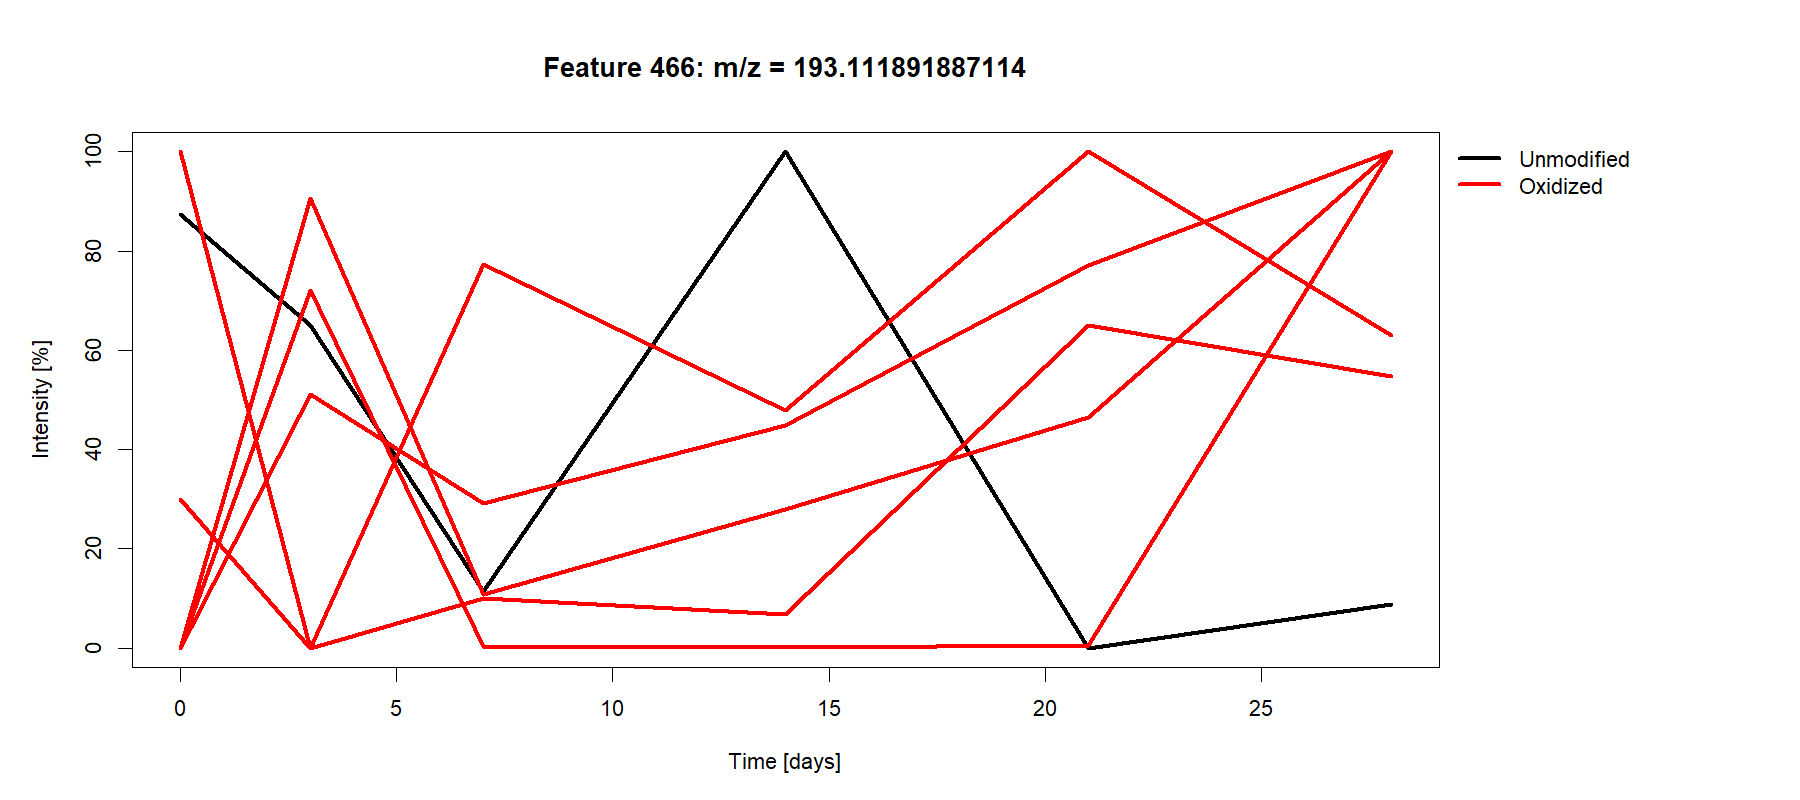 Feature 466: m/z = 193.111891887114
Unmodified
Oxidized
Intensity [%]
100
80
60
40
20
0
0 5 10 15 20 25
Time [days]